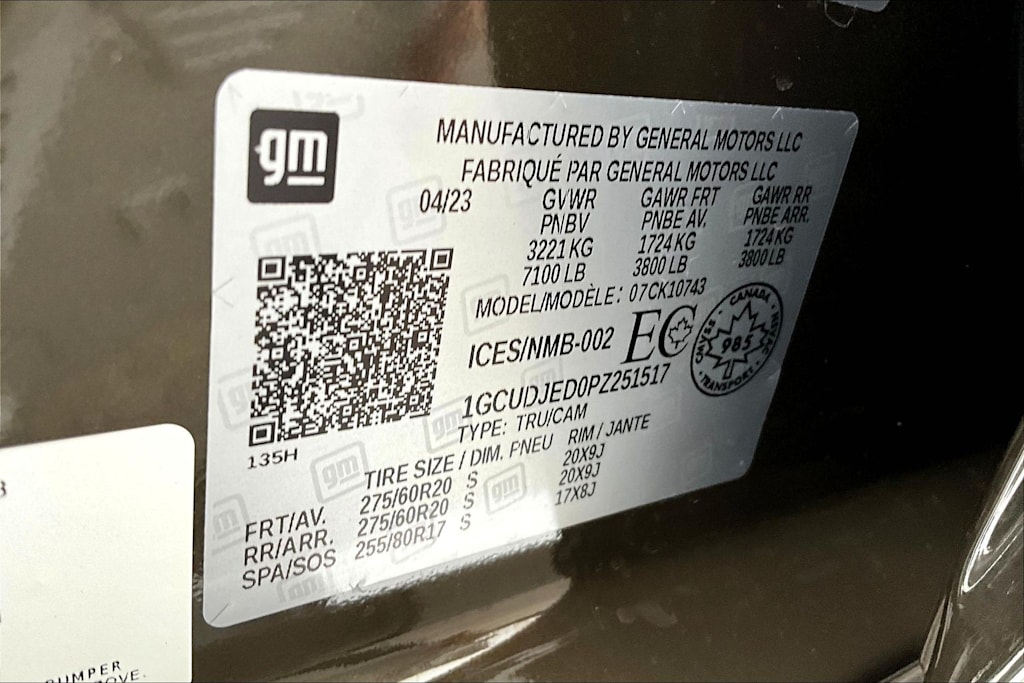 gm
MANUFACTURED BY GENERAL MOTORS LLC
FABRIQUÉ PAR GENERAL MOTORS LLC
04/23 GVWR GAWR FRT GAWR RR
PNBV PNBE AV. PNBE ARR.
3221 KG 1724 KG 1724 KG
7100 LB 3800 LB 3800 LB
MODEL/MODÈLE: 07CK10743
ICES/NMB-002 EC
CANADA
985
TRANSPORT
1GCUDJED0PZ251517
TYPE: TRU/CAM
135H
TIRE SIZE / DIM. PNEU RIM / JANTE
FRT/AV. 275/60R20 S 20X9J
RR/ARR. 275/60R20 S 20X9J
SPA/SOS 255/80R17 S 17X8J
BUMPER